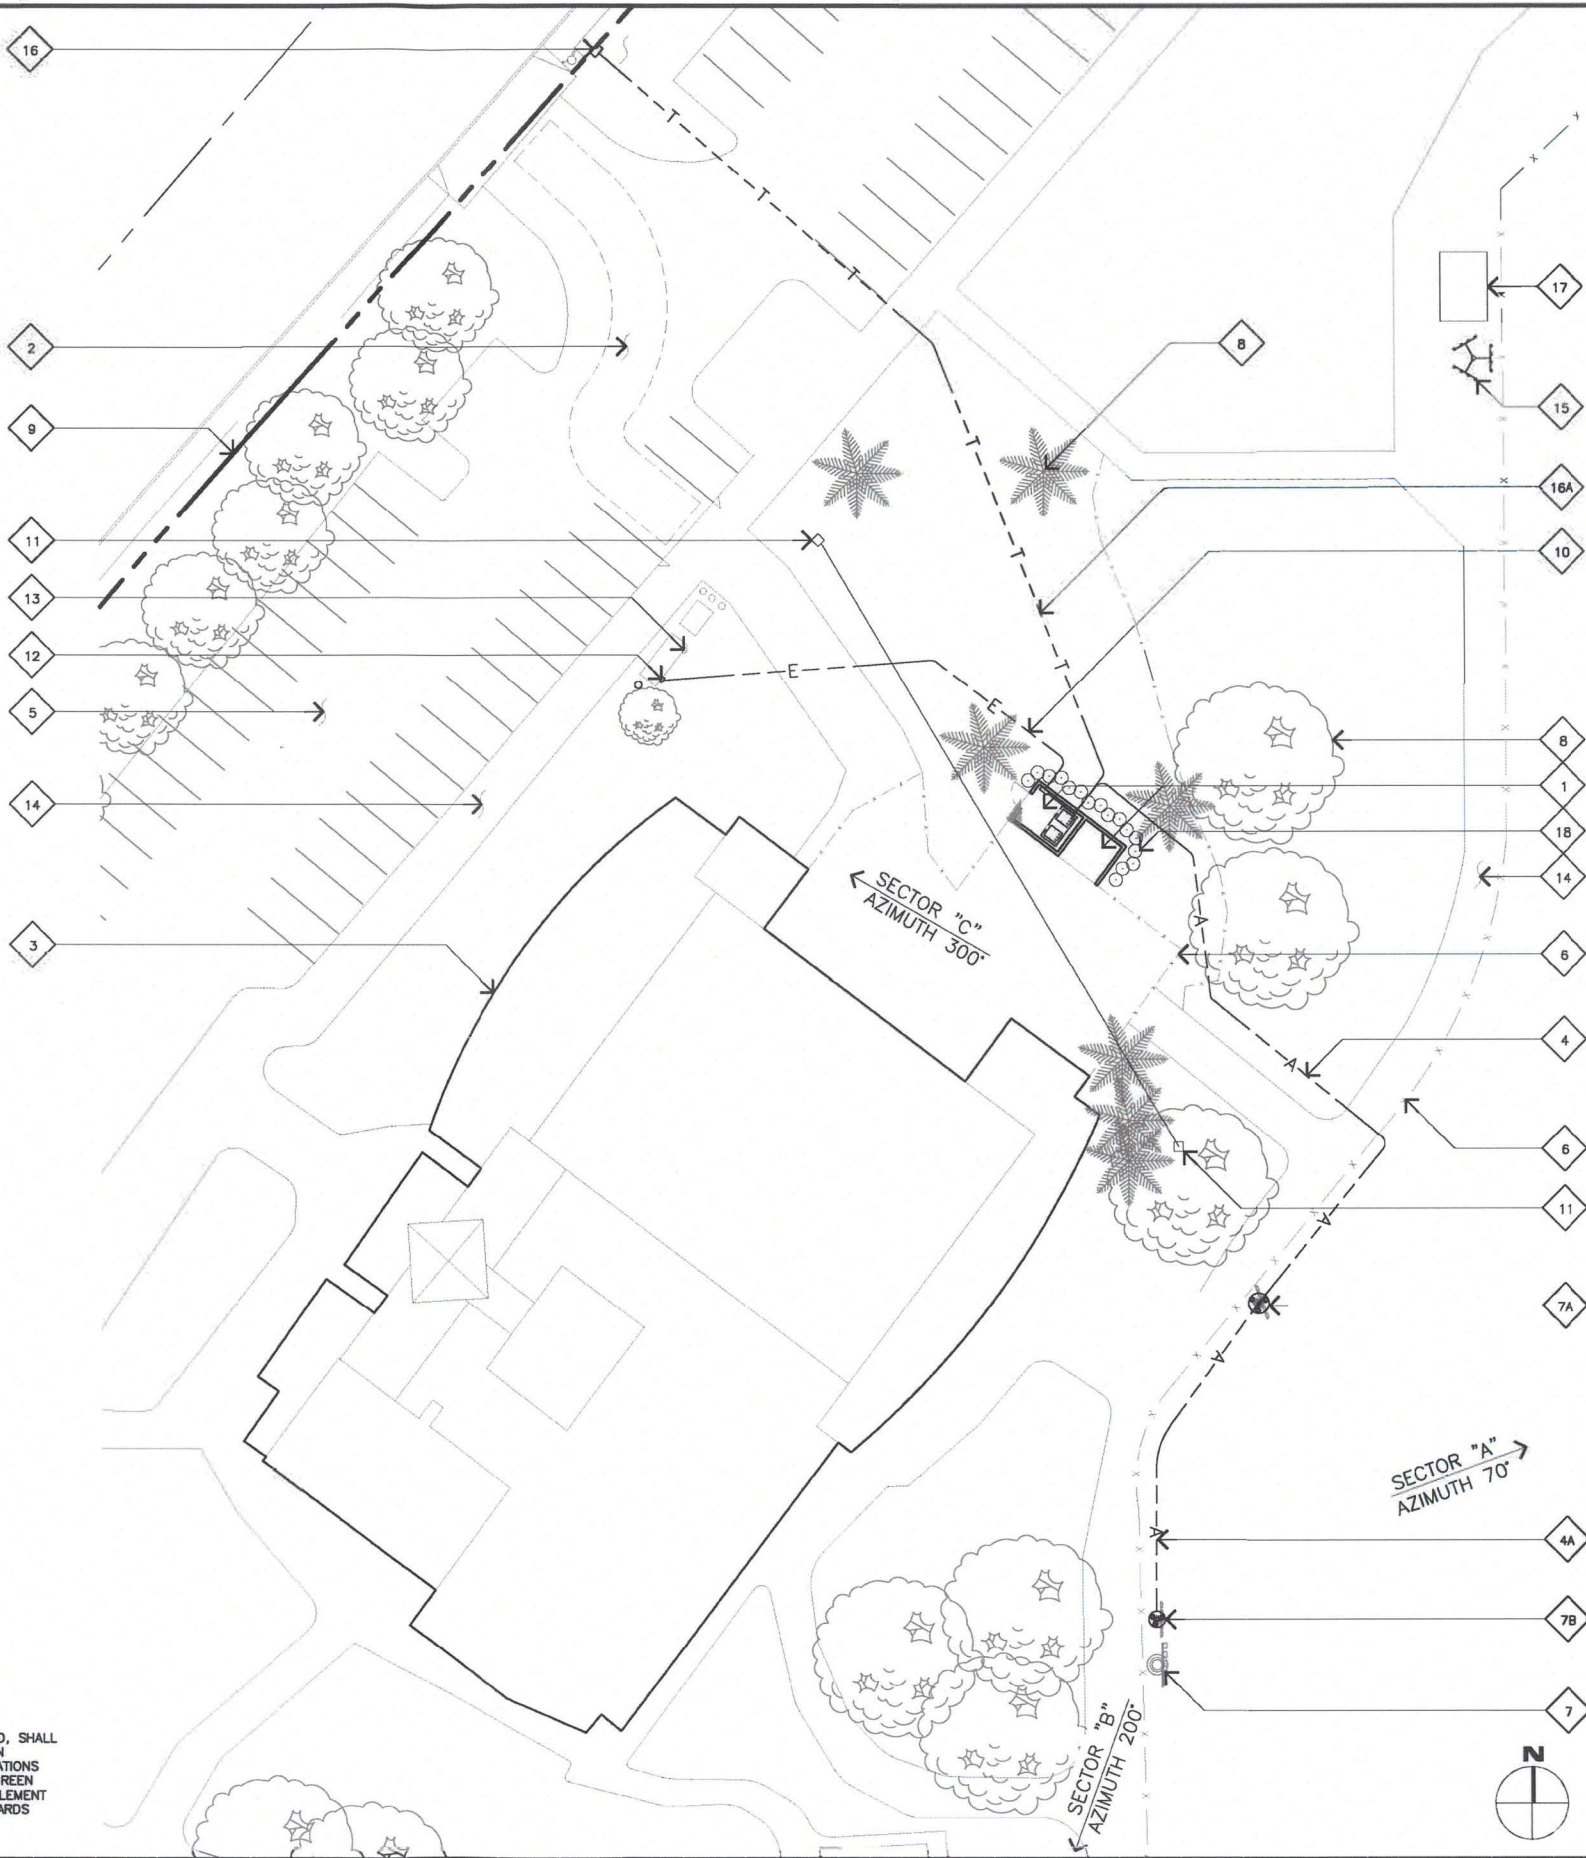 16
T
T
T
17
2
8
15
9
T
16A
11
10
T
13
T
12
E
E
5
8
1
14
18
14
SECTOR "C"
AZIMUTH 300°
A
3
6
4
A
6
11
A
7A
A
SECTOR "A"
AZIMUTH 70°
A
4A
7B
7
SECTOR "B"
AZIMUTH 200°
D, SHALL
N
ATIONS
REEN
LEMENT
ARDS
N